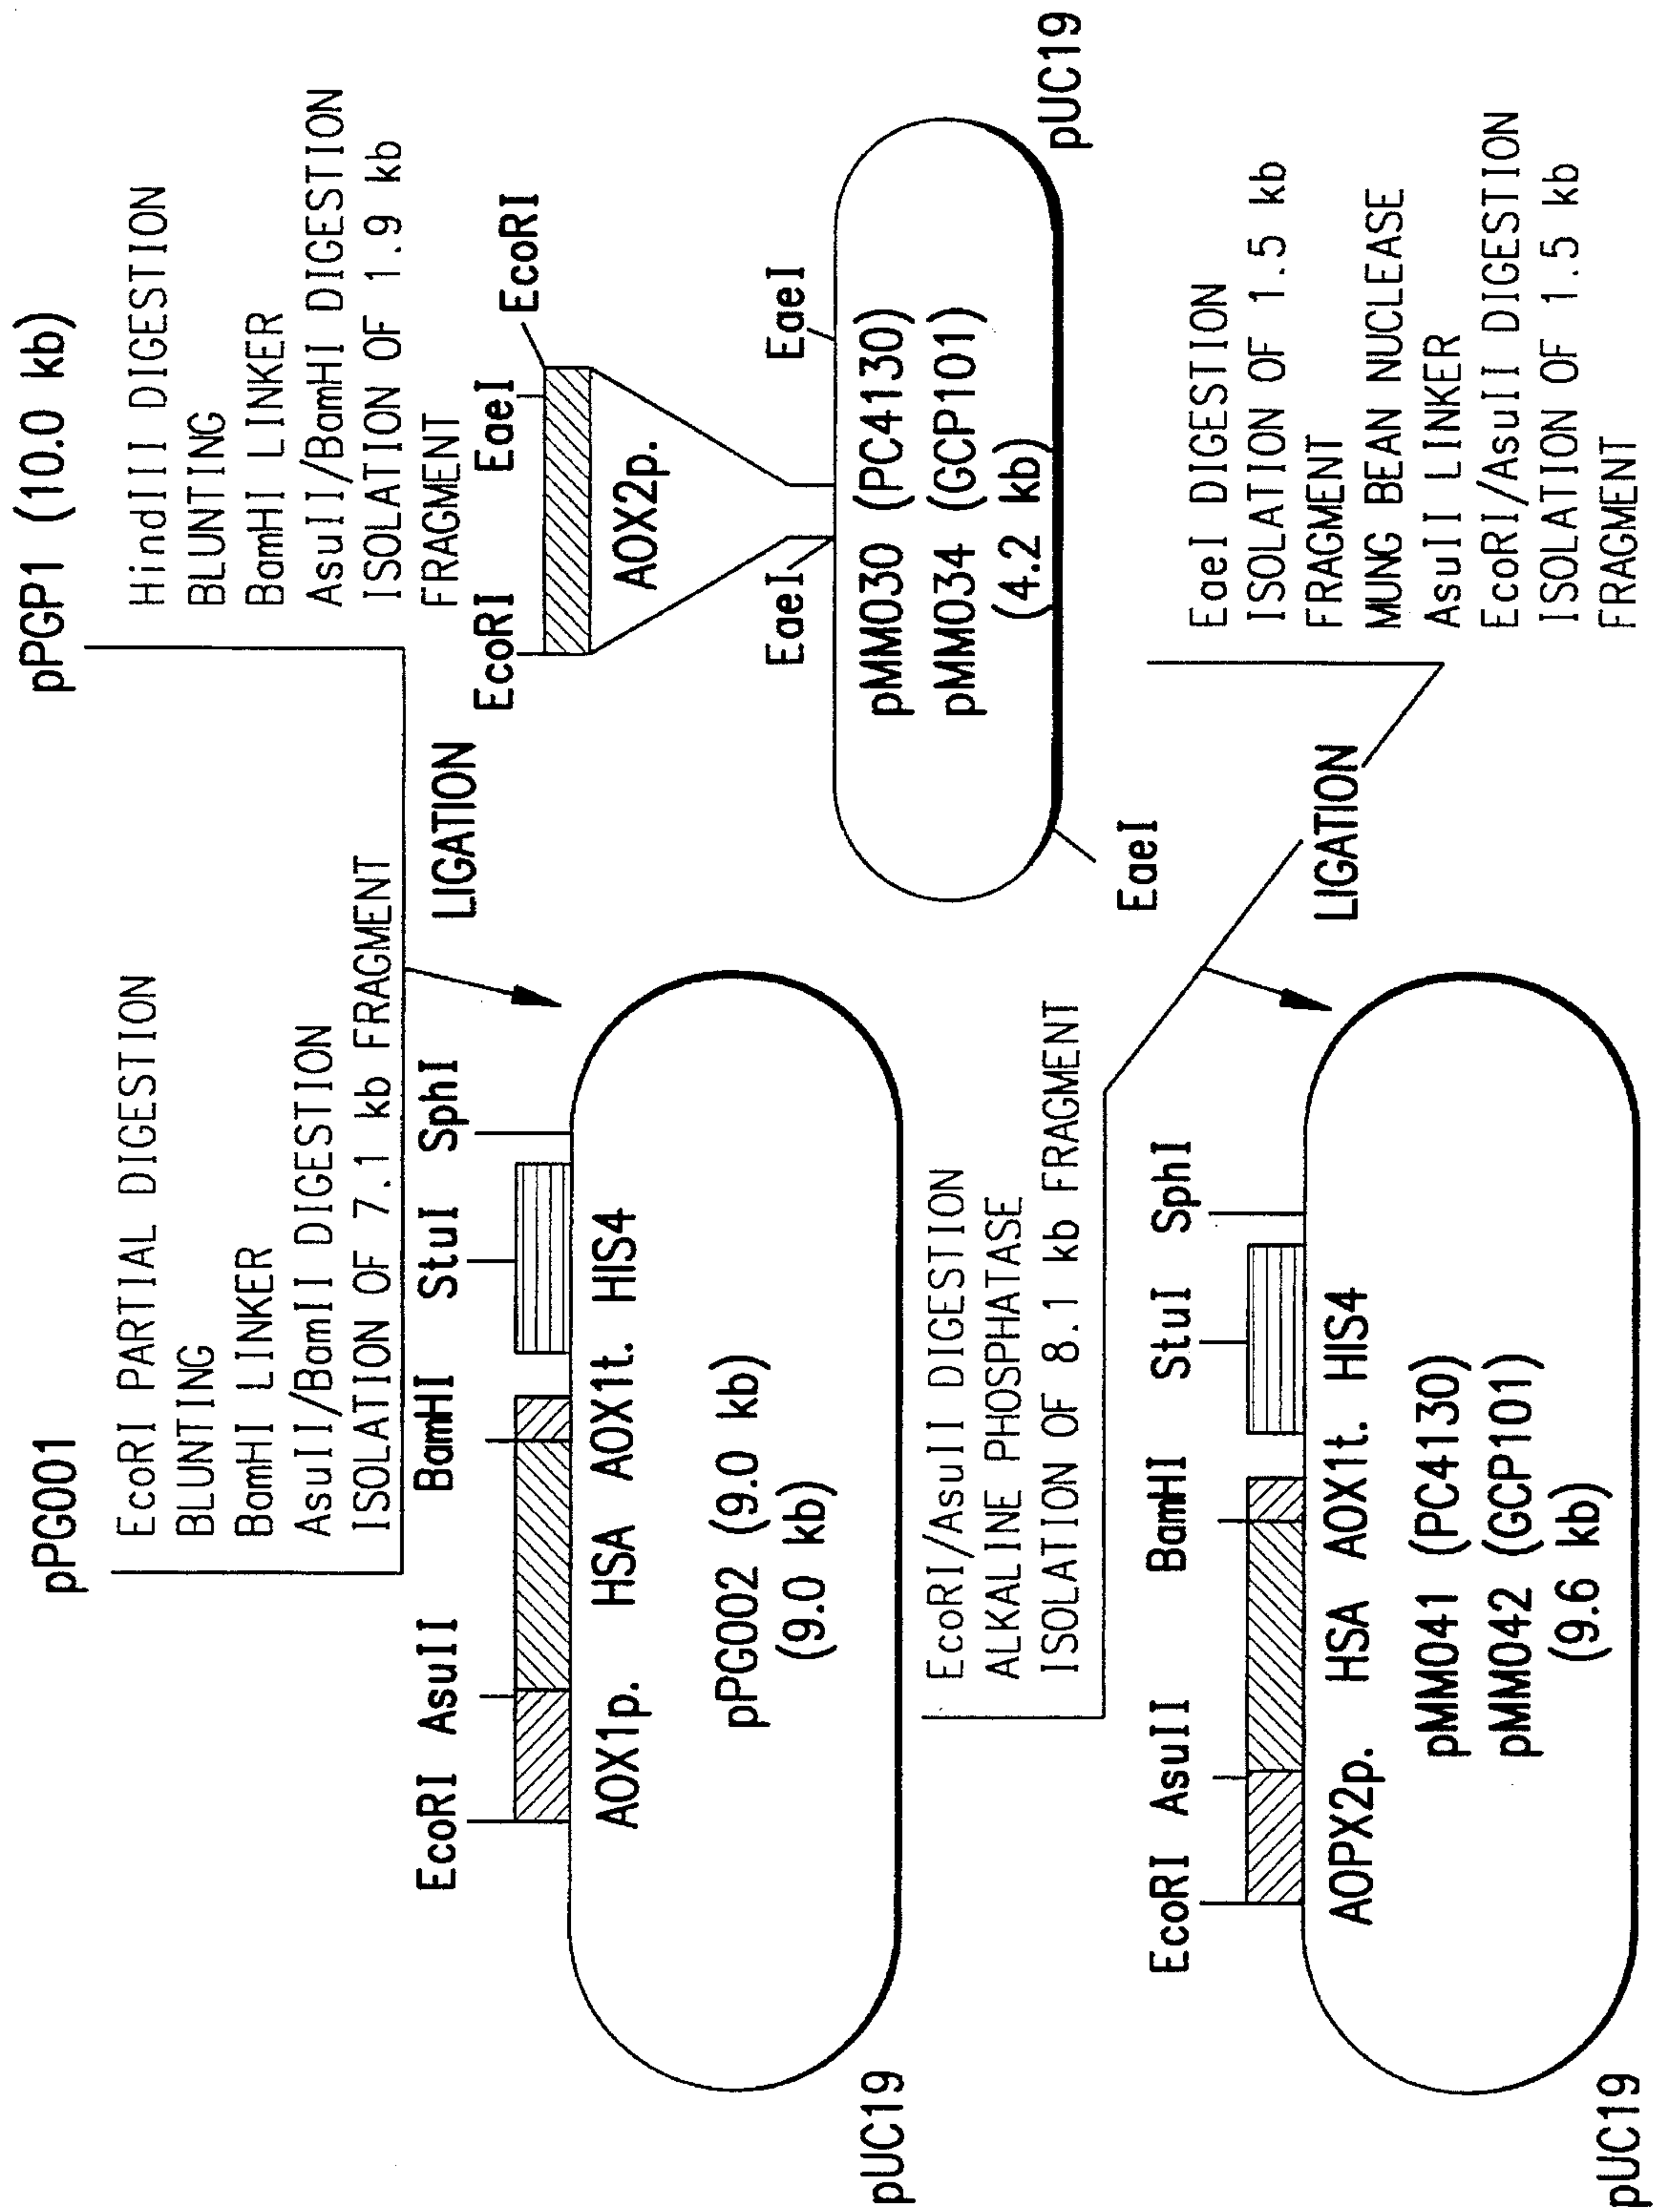 pPG001
EcoRI PARTIAL DIGESTION
BLUNTING
BamHI LINKER
AsuII/BamII DIGESTION
ISOLATION OF 7.1 kb FRAGMENT
pPGP1 (10.0 kb)
HindIII DIGESTION
BLUNTING
BamHI LINKER
AsuII/BamHI DIGESTION
ISOLATION OF 1.9 kb
FRAGMENT
LIGATION
EcoRI AsuII BamHI StuI SphI
AOX1p. HSA AOX1t. HIS4
pPG002 (9.0 kb)
(9.0 kb)
pUC19
EcoRI EaeI EcoRI
AOX2p.
EaeI EaeI
pMM030 (PC4130)
pMM034 (GCP101)
(4.2 kb)
pUC19
EaeI
EcoRI/AsuII DIGESTION
ALKALINE PHOSPHATASE
ISOLATION OF 8.1 kb FRAGMENT
EaeI DIGESTION
ISOLATION OF 1.5 kb
FRAGMENT
MUNG BEAN NUCLEASE
AsuII LINKER
EcoRI/AsuII DIGESTION
ISOLATION OF 1.5 kb
FRAGMENT
LIGATION
EcoRI AsuII BamHI StuI SphI
AOPX2p. HSA AOX1t. HIS4
pMM041 (PC4130)
pMM042 (GCP101)
(9.6 kb)
pUC19